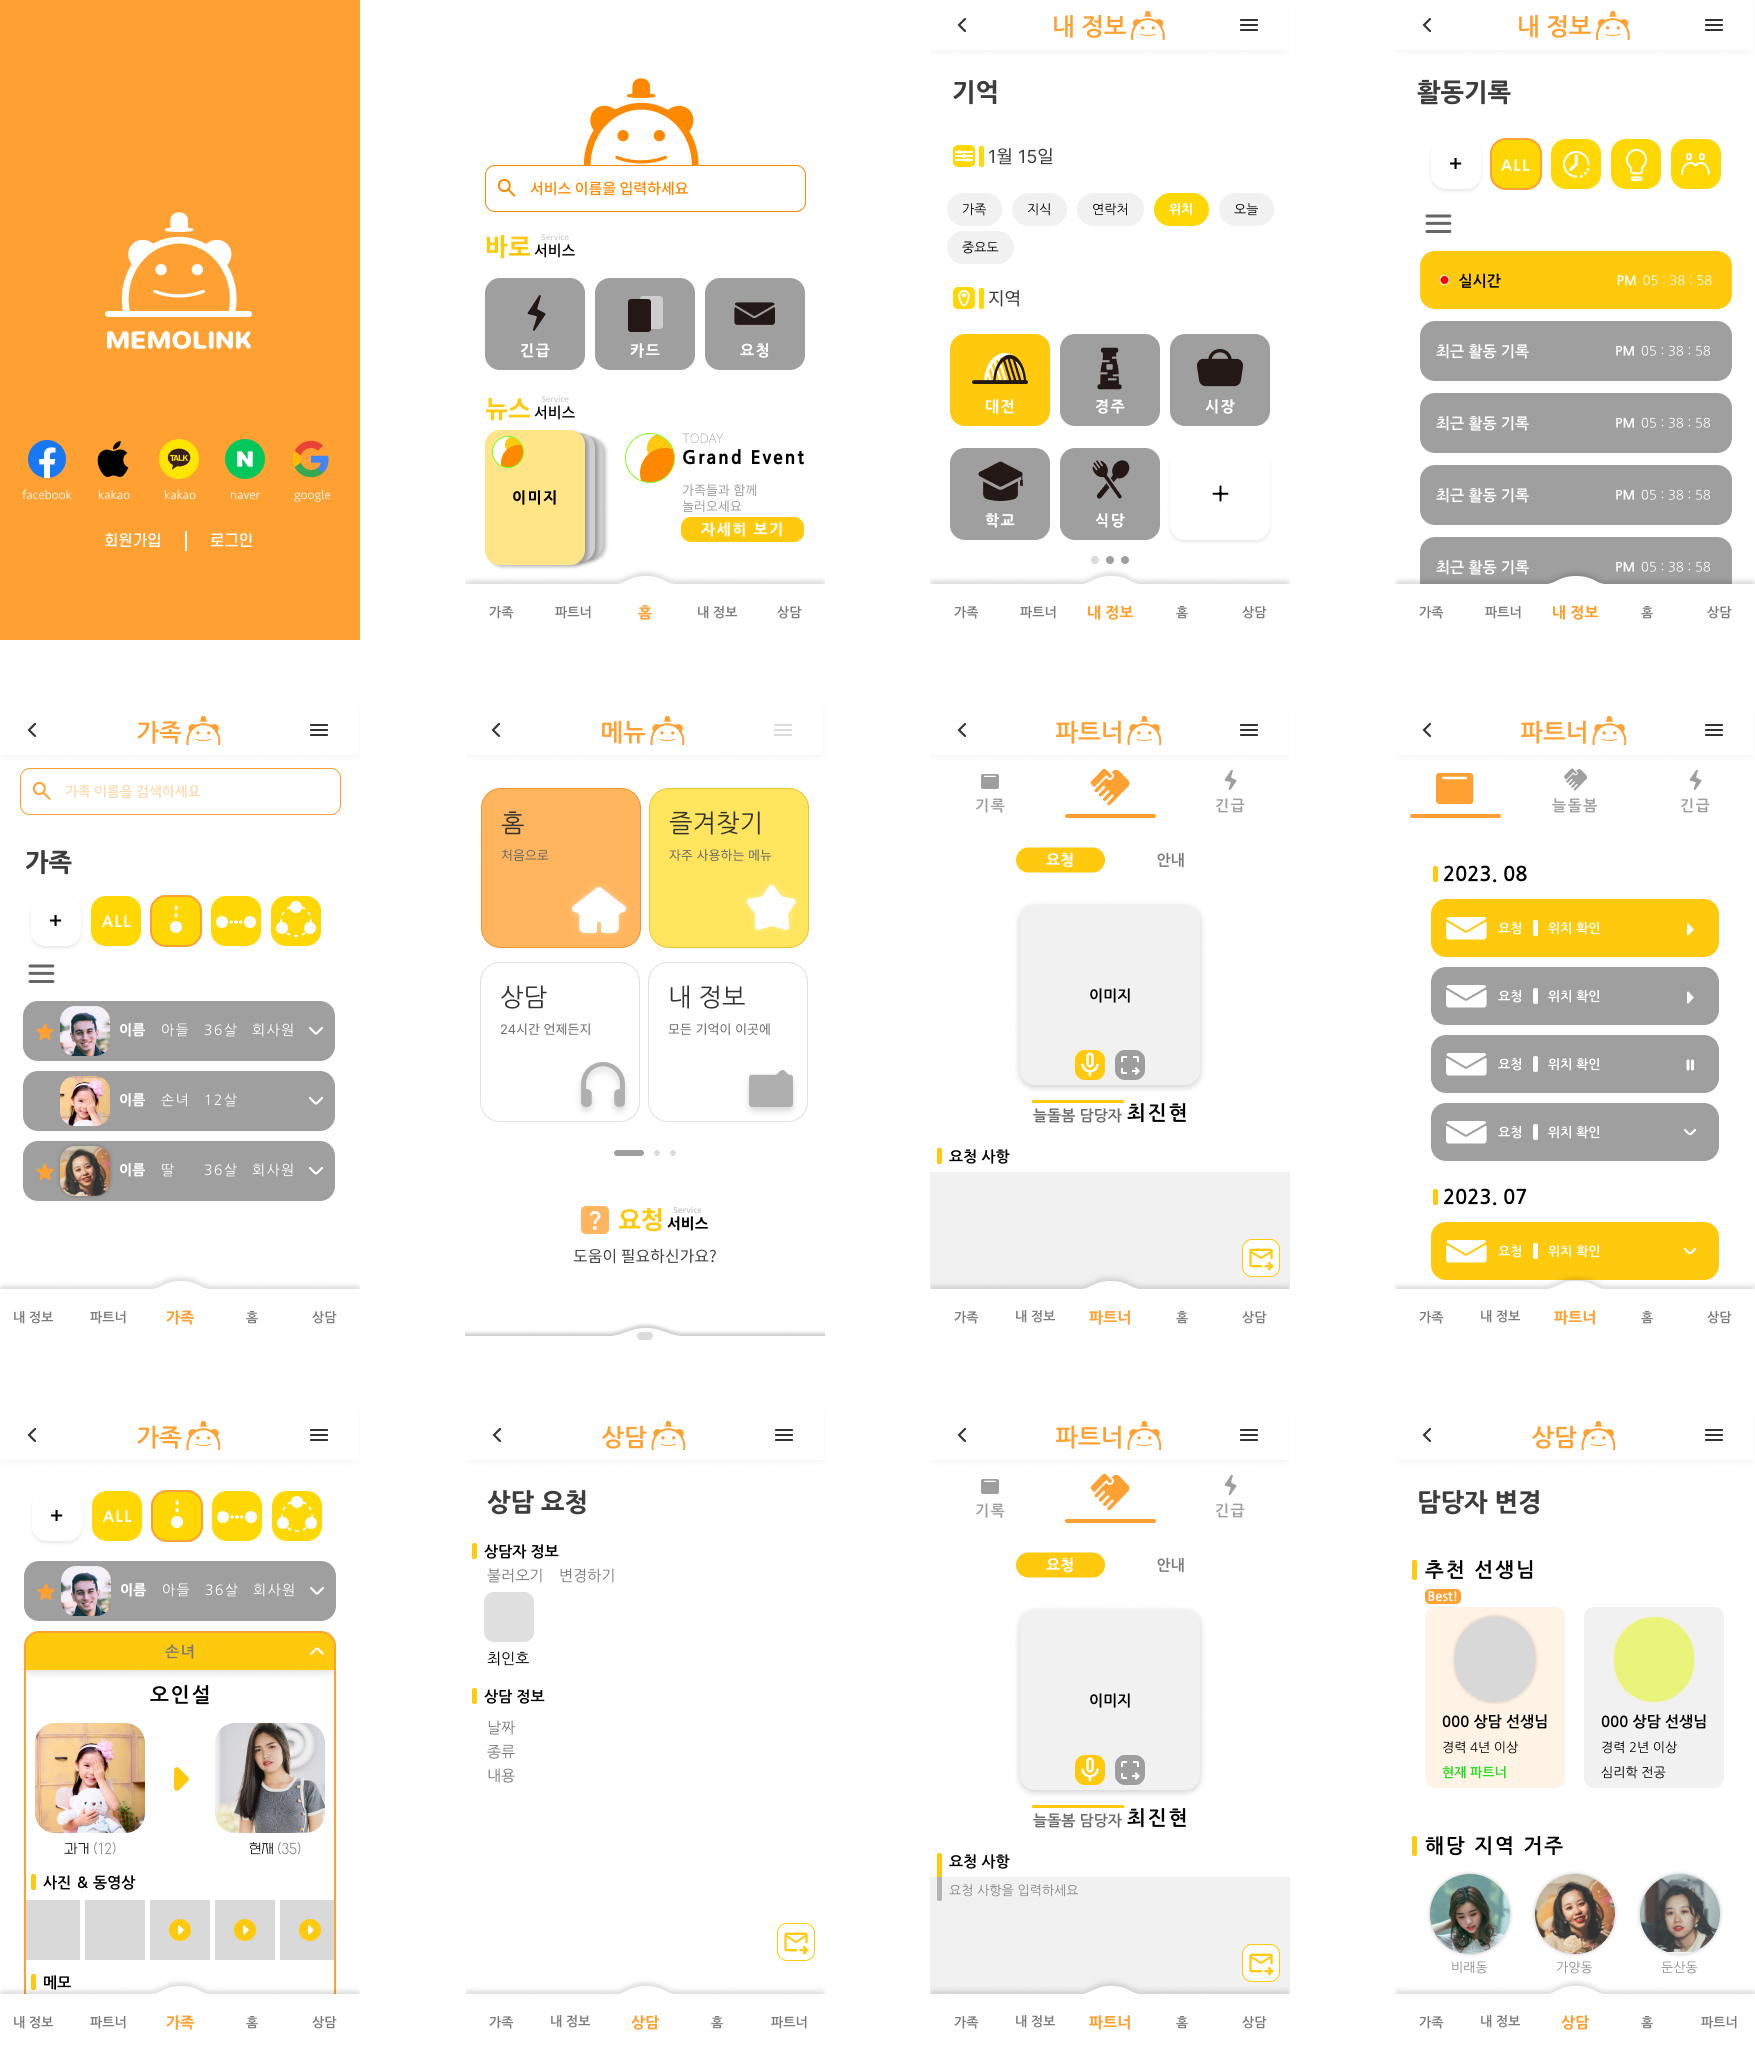 MEMOLINK
TALK
N
facebook kakao kakao naver google
회원가입 로그인
서비스 이름을 입력하세요
바로 Service 서비스
긴급 카드 요청
뉴스 Service 서비스
이미지
TODAY
Grand Event
가족들과 함께
놀러오세요
자세히 보기
가족 파트너 홈 내 정보 상담
내 정보
기억
1월 15일
가족 지식 연락처 위치 오늘
중요도
지역
대전 경주 시장
학교 식당 +
가족 파트너 내 정보 홈 상담
내 정보
활동기록
+ ALL
실시간 PM 05 : 38 : 58
최근 활동 기록 PM 05 : 38 : 58
최근 활동 기록 PM 05 : 38 : 58
최근 활동 기록 PM 05 : 38 : 58
최근 활동 기록 PM 05 : 38 : 58
가족 파트너 내 정보 홈 상담
가족
가족 이름을 검색하세요
가족
+ ALL
이름 아들 36살 회사원
이름 손녀 12살
이름 딸 36살 회사원
내 정보 파트너 가족 홈 상담
메뉴
홈
처음으로
즐겨찾기
자주 사용하는 메뉴
상담
24시간 언제든지
내 정보
모든 기억이 이곳에
? 요청 Service 서비스
도움이 필요하신가요?
파트너
기록 긴급
요청 안내
이미지
늘돌봄 담당자 최진현
요청 사항
가족 내 정보 파트너 홈 상담
파트너
늘돌봄 긴급
2023. 08
요청 위치 확인
요청 위치 확인
요청 위치 확인
요청 위치 확인
2023. 07
요청 위치 확인
가족 내 정보 파트너 홈 상담
가족
+ ALL
이름 아들 36살 회사원
손녀
오인설
과거 (12) 현재 (35)
사진 & 동영상
메모
내 정보 파트너 가족 홈 상담
상담
상담 요청
상담자 정보
불러오기 변경하기
최인호
상담 정보
날짜
종류
내용
가족 내 정보 상담 홈 파트너
파트너
기록 긴급
요청 안내
이미지
늘돌봄 담당자 최진현
요청 사항
요청 사항을 입력하세요
가족 내 정보 파트너 홈 상담
상담
담당자 변경
추천 선생님
Best!
000 상담 선생님
경력 4년 이상
현재 파트너
000 상담 선생님
경력 2년 이상
심리학 전공
해당 지역 거주
비래동 가양동 둔산동
가족 내 정보 상담 홈 파트너